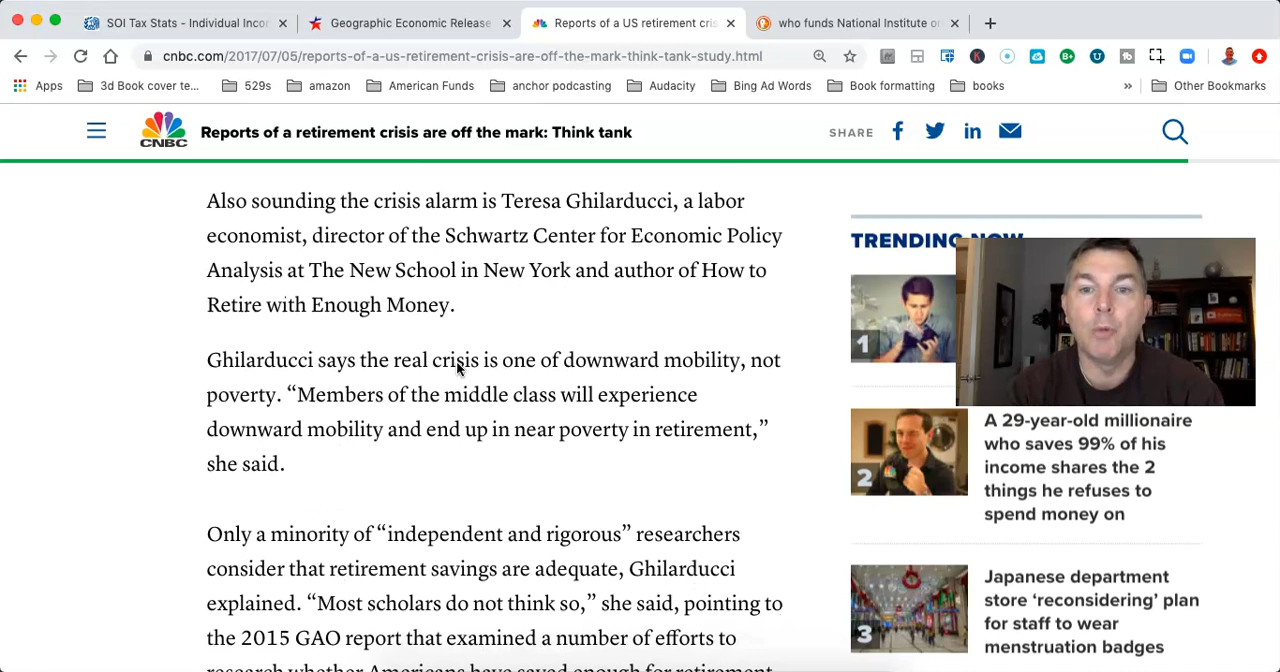 SOI Tax Stats - Individual Incor
Geographic Economic Release
Reports of a US retirement cris
who funds National Institute o
cnbc.com/2017/07/05/reports-of-a-us-retirement-crisis-are-off-the-mark-think-tank-study.html
Apps
3d Book cover te...
529s
amazon
American Funds
anchor podcasting
Audacity
Bing Ad Words
Book formatting
books
»
Other Bookmarks
CNBC
Reports of a retirement crisis are off the mark: Think tank
SHARE
Also sounding the crisis alarm is Teresa Ghilarducci, a labor
economist, director of the Schwartz Center for Economic Policy
Analysis at The New School in New York and author of How to
Retire with Enough Money.
Ghilarducci says the real crisis is one of downward mobility, not
poverty. “Members of the middle class will experience
downward mobility and end up in near poverty in retirement,”
she said.
Only a minority of “independent and rigorous” researchers
consider that retirement savings are adequate, Ghilarducci
explained. “Most scholars do not think so,” she said, pointing to
the 2015 GAO report that examined a number of efforts to
research whether Americans have saved enough for retirement
TRENDING NOW
1
2
A 29-year-old millionaire
who saves 99% of his
income shares the 2
things he refuses to
spend money on
3
Japanese department
store ‘reconsidering’ plan
for staff to wear
menstruation badges